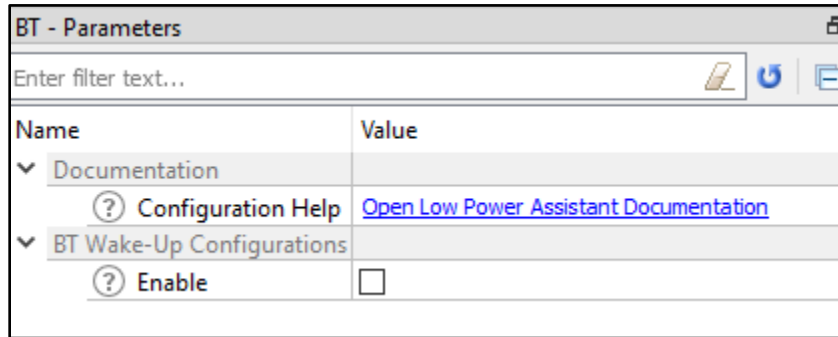 BT - Parameters
Enter filter text...
Name Value
Documentation
? Configuration Help Open Low Power Assistant Documentation
BT Wake-Up Configurations
? Enable